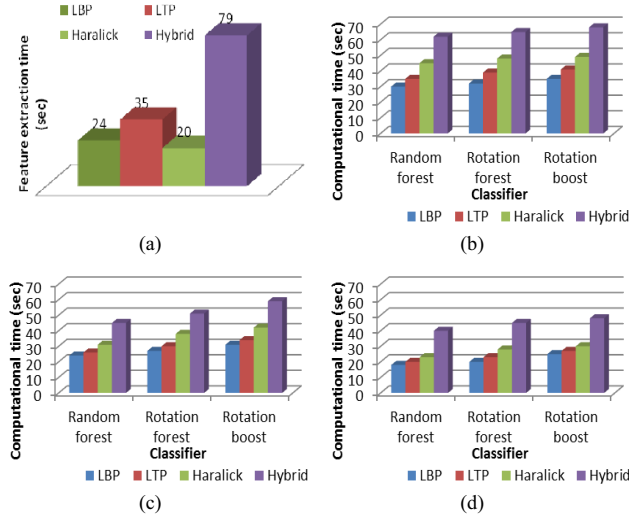 LBP LTP
Haralick Hybrid
79
35
24
20
Feature extraction time
(sec)
(a)
Computational time (sec)
70
60
50
40
30
20
10
0
Random
forest
Rotation
forest
Rotation
boost
Classifier
LBP LTP Haralick Hybrid
(b)
Computational time (sec)
70
60
50
40
30
20
10
0
Random
forest
Rotation
forest
Rotation
boost
Classifier
LBP LTP Haralick Hybrid
(c)
Computational time (sec)
70
60
50
40
30
20
10
0
Random
forest
Rotation
forest
Rotation
boost
Classifier
LBP LTP Haralick Hybrid
(d)